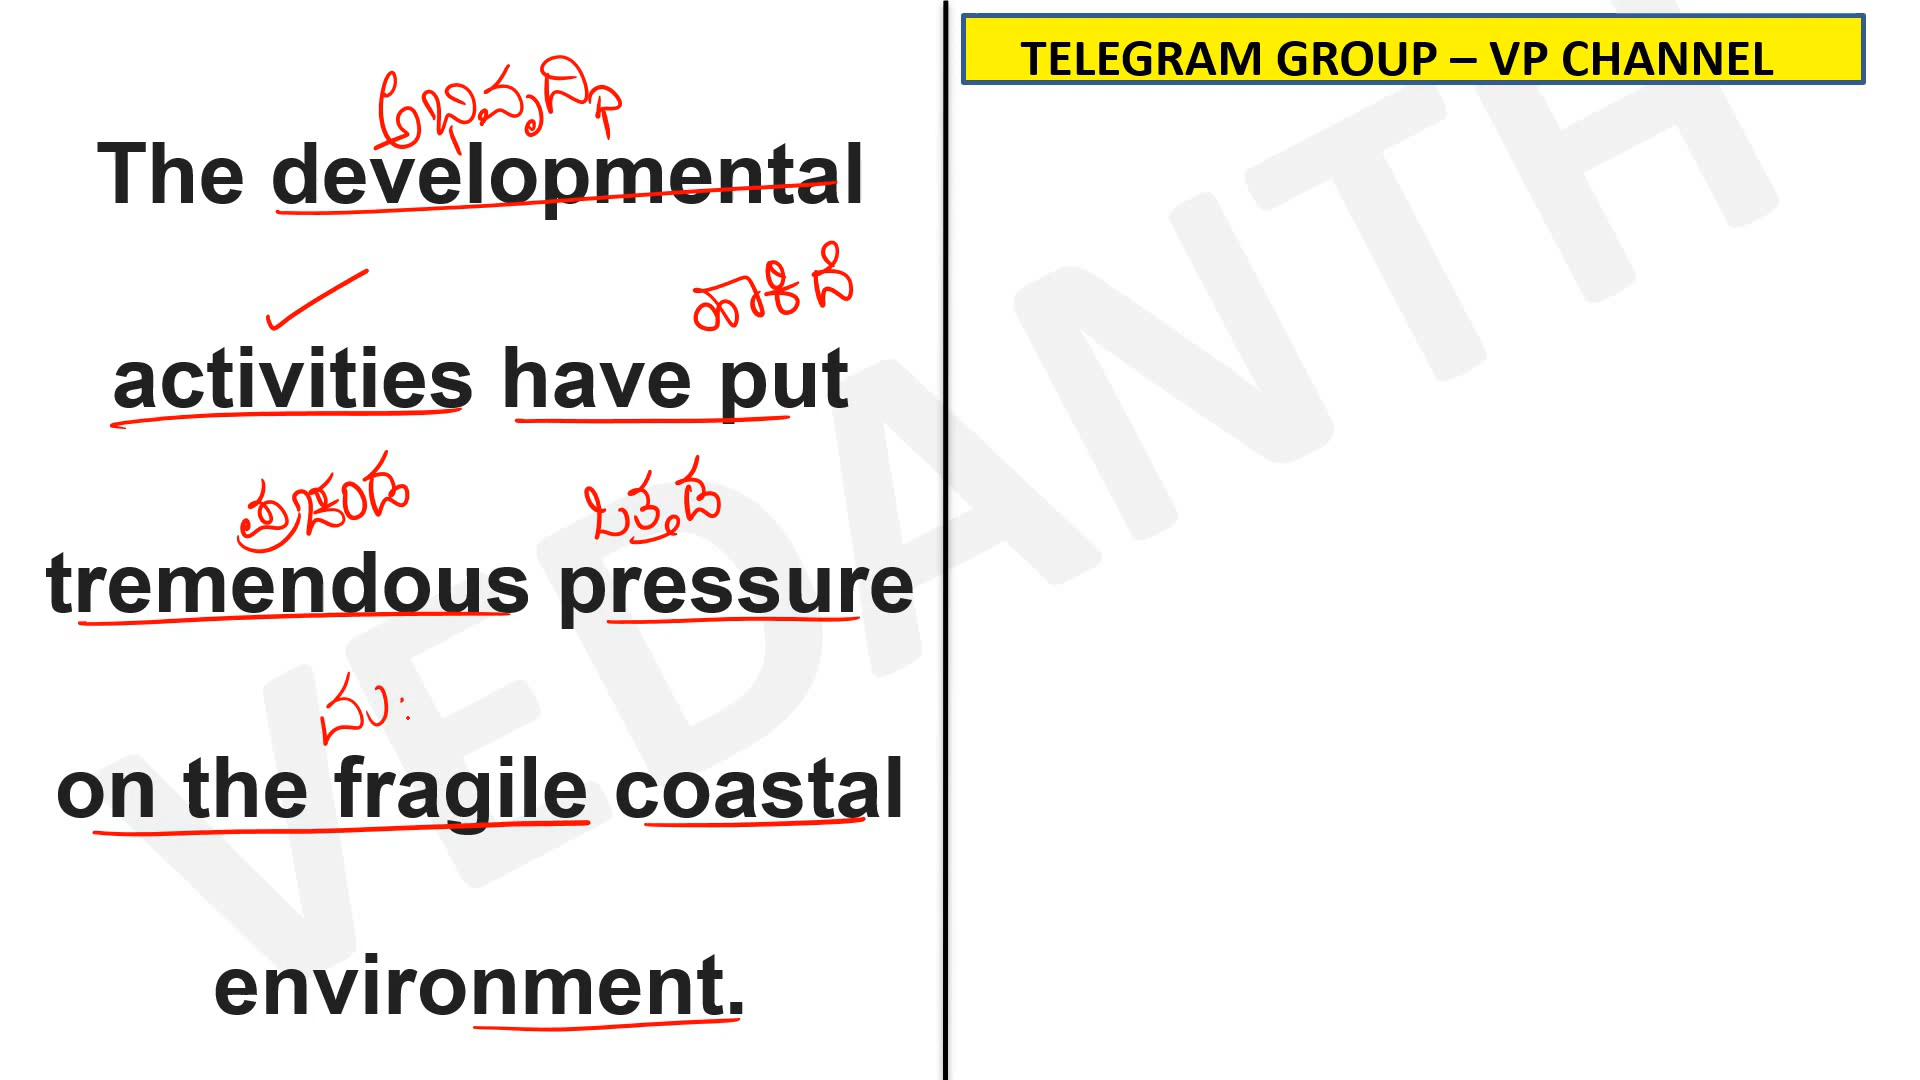 TELEGRAM GROUP – VP CHANNEL
ಅಭಿವೃದ್ಧಿ
The developmental
ಹಾಕಿದೆ
activities have put
ಪ್ರಚಂಡ ಒತ್ತಡ
tremendous pressure
on the fragile coastal
environment.
VEDANTH